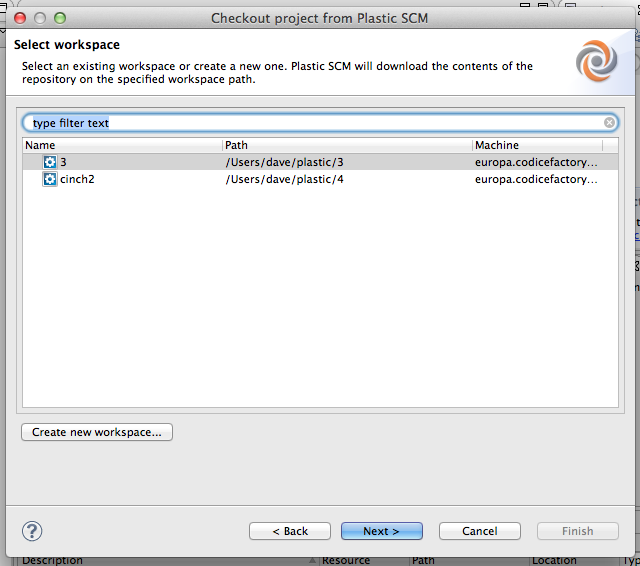 Checkout project from Plastic SCM
Select workspace
Select an existing workspace or create a new one. Plastic SCM will download the contents of the
repository on the specified workspace path.
type filter text
Name Path Machine
3 /Users/dave/plastic/3 europa.codicefactory...
cinch2 /Users/dave/plastic/4 europa.codicefactory...
Create new workspace...
? < Back Next > Cancel Finish
Description Resource Path Location